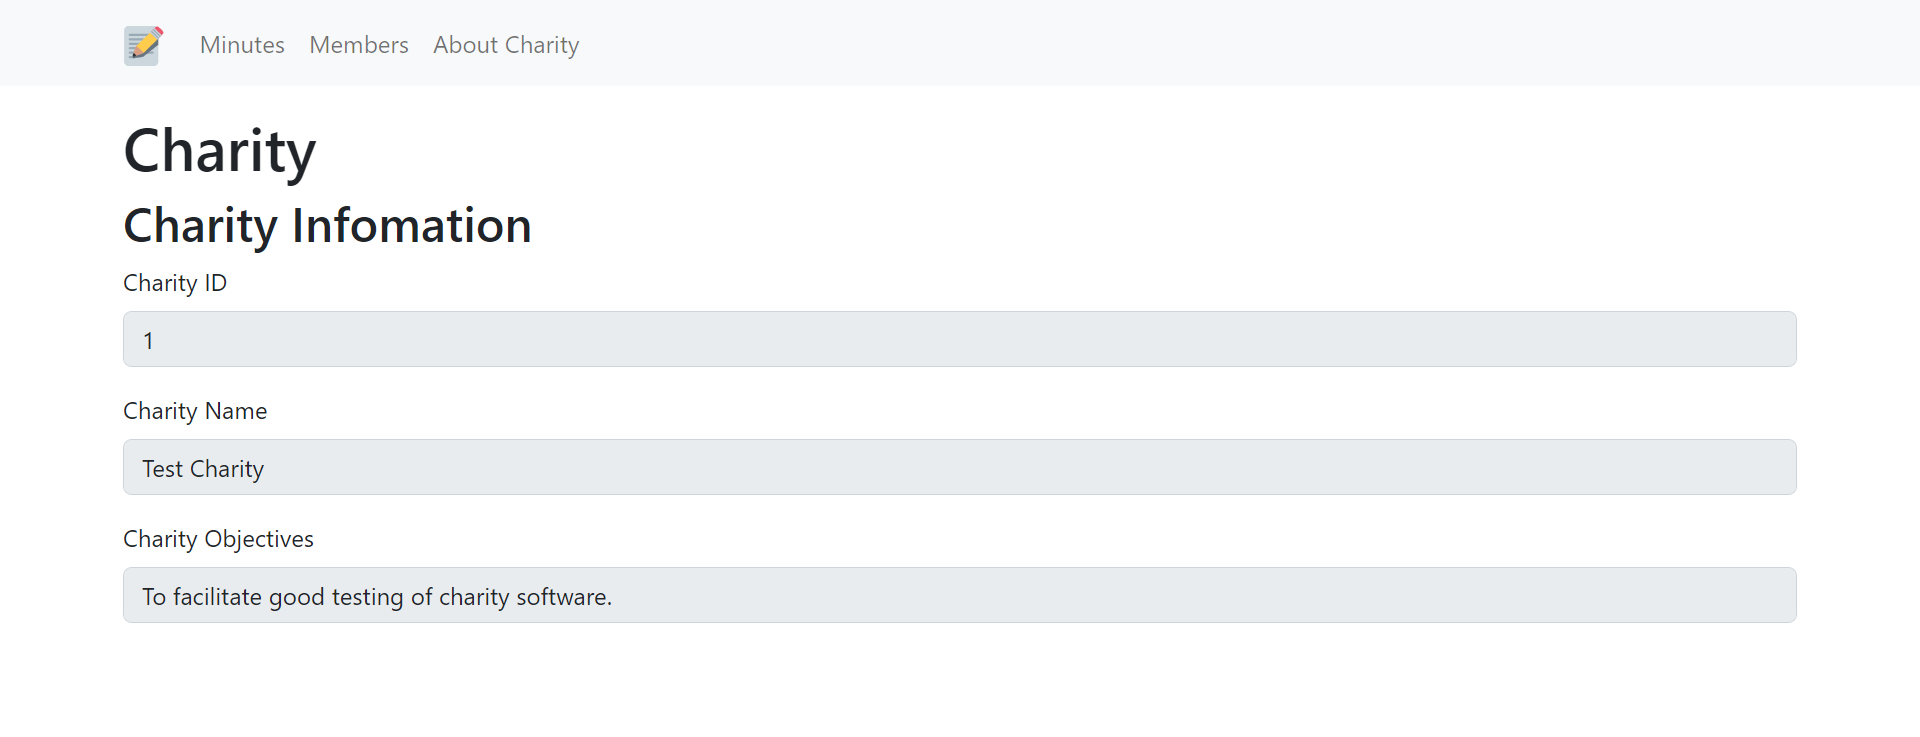 Minutes Members About Charity
Charity
Charity Infomation
Charity ID
1
Charity Name
Test Charity
Charity Objectives
To facilitate good testing of charity software.